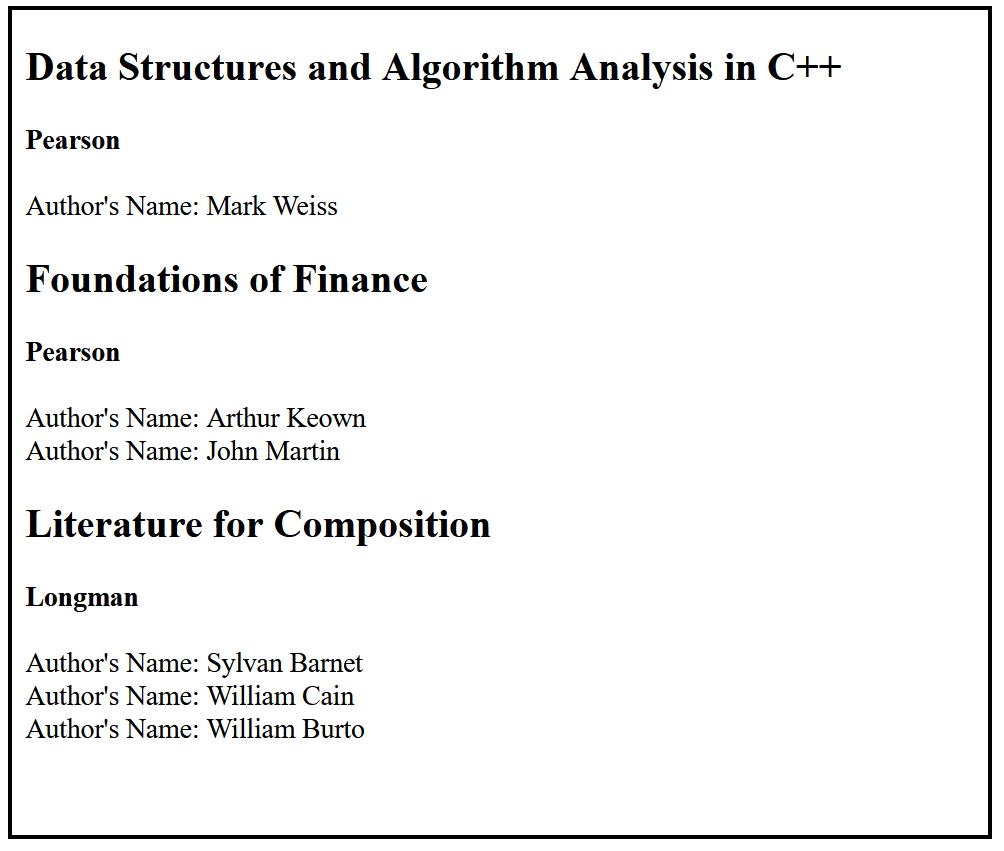 Data Structures and Algorithm Analysis in C++
Pearson
Author's Name: Mark Weiss
Foundations of Finance
Pearson
Author's Name: Arthur Keown
Author's Name: John Martin
Literature for Composition
Longman
Author's Name: Sylvan Barnet
Author's Name: William Cain
Author's Name: William Burto